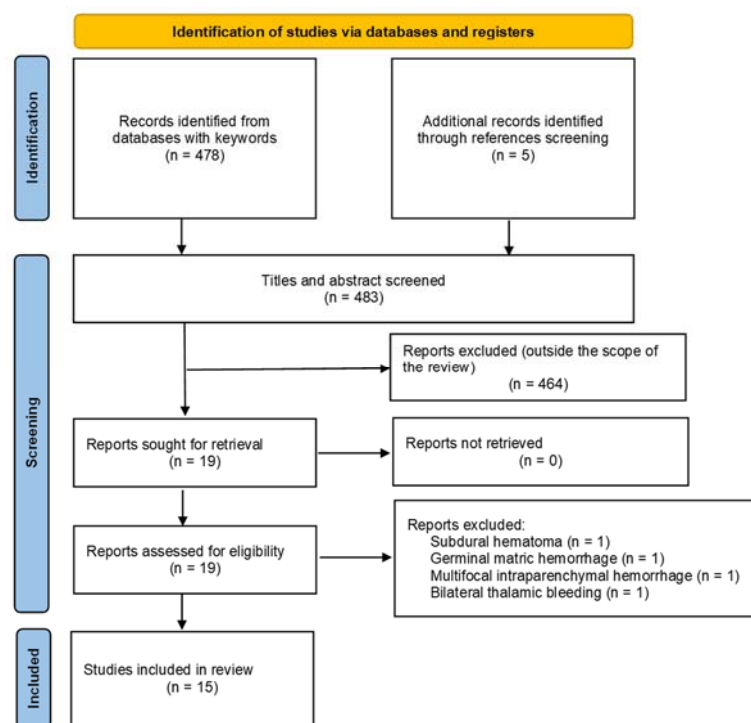 Identification of studies via databases and registers
Identification
Records identified from
databases with keywords
(n = 478)
Additional records identified
through references screening
(n = 5)
Screening
Titles and abstract screened
(n = 483)
Reports excluded (outside the scope of
the review)
(n = 464)
Reports sought for retrieval
(n = 19)
Reports not retrieved
(n = 0)
Reports assessed for eligibility
(n = 19)
Reports excluded:
Subdural hematoma (n = 1)
Germinal matric hemorrhage (n = 1)
Multifocal intraparenchymal hemorrhage (n = 1)
Bilateral thalamic bleeding (n = 1)
Included
Studies included in review
(n = 15)